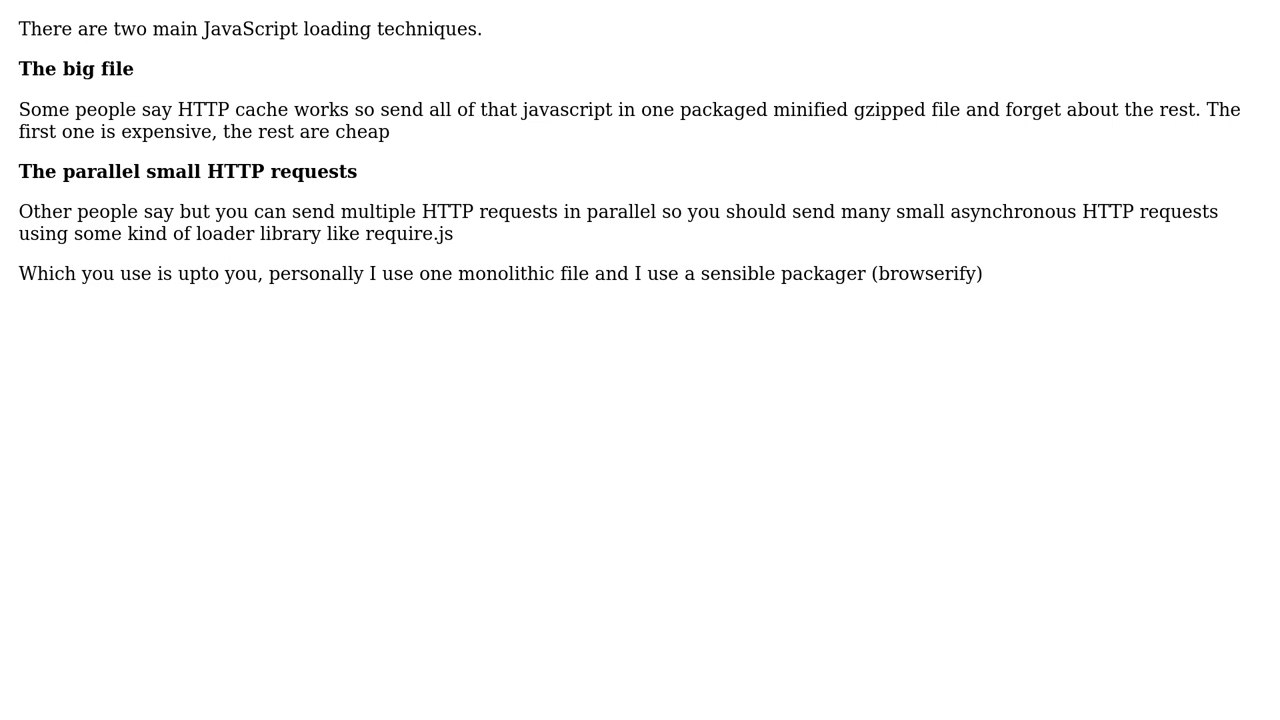 There are two main JavaScript loading techniques.
The big file
Some people say HTTP cache works so send all of that javascript in one packaged minified gzipped file and forget about the rest. The
first one is expensive, the rest are cheap
The parallel small HTTP requests
Other people say but you can send multiple HTTP requests in parallel so you should send many small asynchronous HTTP requests
using some kind of loader library like require.js
Which you use is upto you, personally I use one monolithic file and I use a sensible packager (browserify)